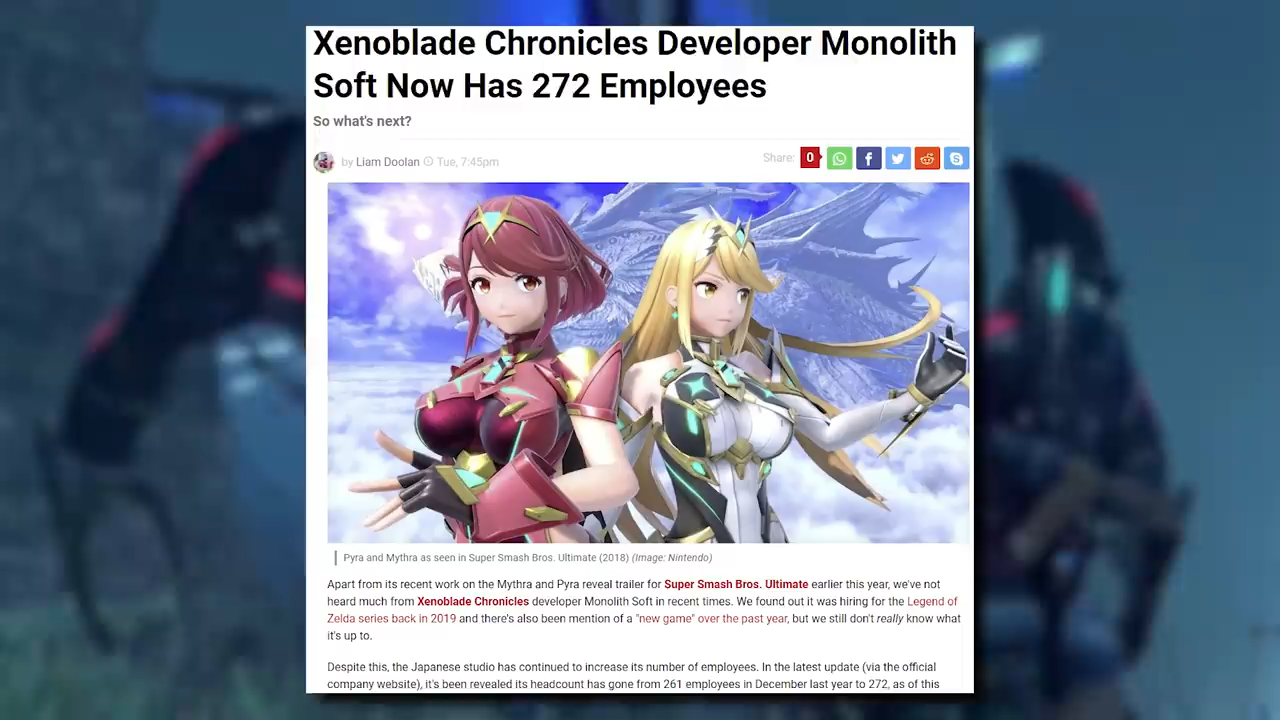 Xenoblade Chronicles Developer Monolith
Soft Now Has 272 Employees
So what's next?
by Liam Doolan Tue, 7:45pm
Share: 0
Pyra and Mythra as seen in Super Smash Bros. Ultimate (2018) (Image: Nintendo)
Apart from its recent work on the Mythra and Pyra reveal trailer for Super Smash Bros. Ultimate earlier this year, we've not
heard much from Xenoblade Chronicles developer Monolith Soft in recent times. We found out it was hiring for the Legend of
Zelda series back in 2019 and there's also been mention of a "new game" over the past year, but we still don't really know what
it's up to.
Despite this, the Japanese studio has continued to increase its number of employees. In the latest update (via the official
company website), it's been revealed its headcount has gone from 261 employees in December last year to 272, as of this